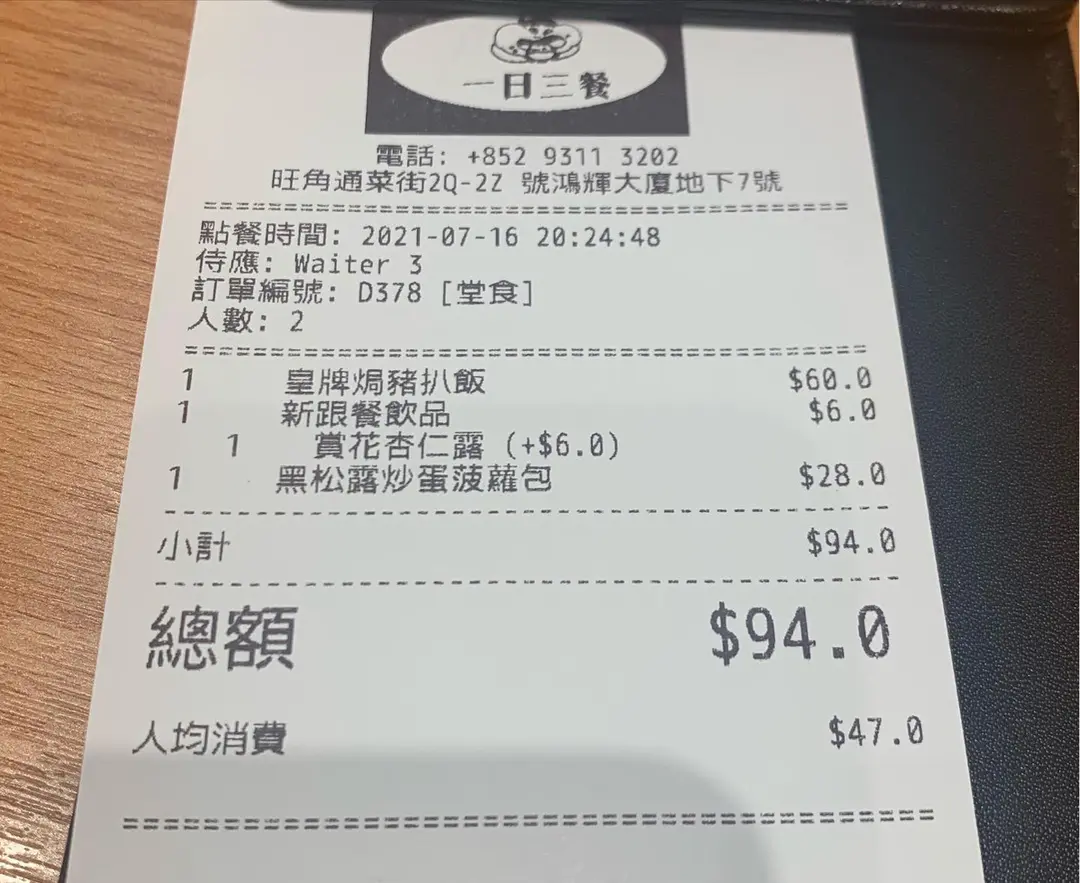 一日三餐
電話: +852 9311 3202
旺角通菜街2Q-2Z 號鴻輝大廈地下7號
點餐時間: 2021-07-16 20:24:48
侍應: Waiter 3
訂單編號: D378 [堂食]
人數: 2
1 皇牌焗豬扒飯 $60.0
1 新跟餐飲品 $6.0
1 賞花杏仁露 (+$6.0)
1 黑松露炒蛋菠蘿包 $28.0
小計 $94.0
總額 $94.0
人均消費 $47.0